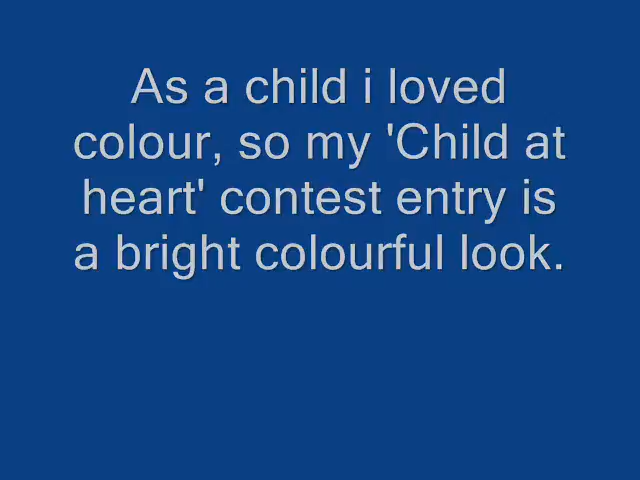 As a child i loved
colour, so my 'Child at
heart' contest entry is
a bright colourful look.